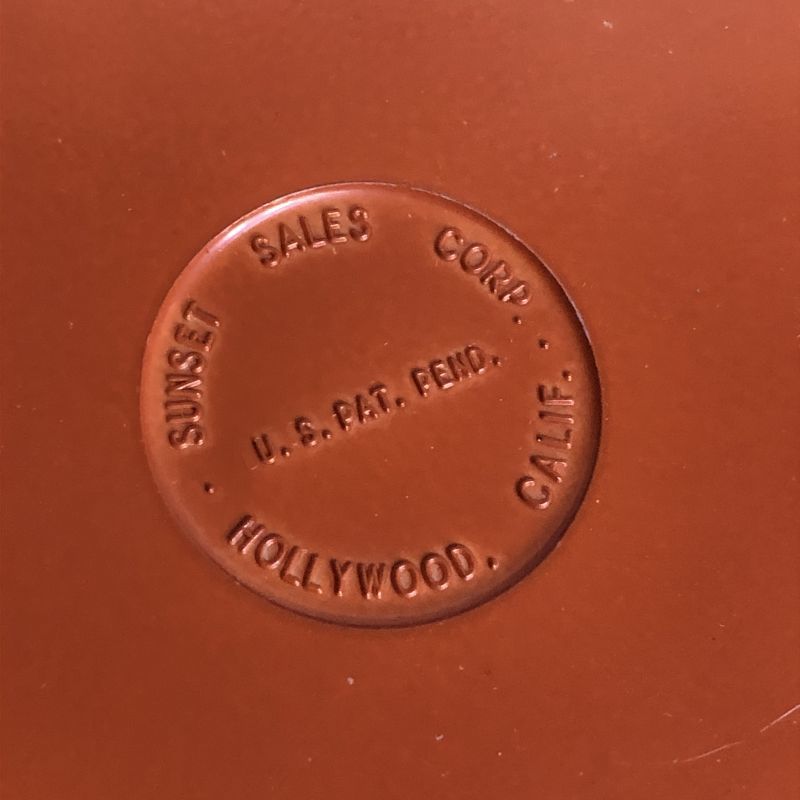 SUNSET SALES CORP.
U.S. PAT. PEND.
HOLLYWOOD. CALIF.